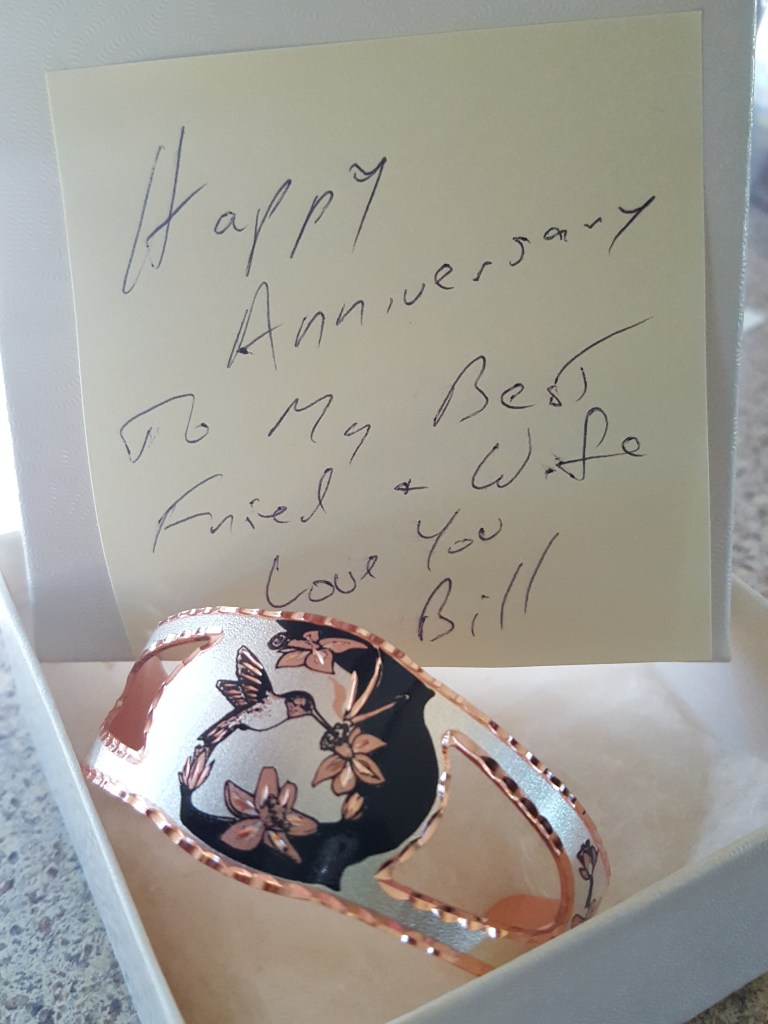 Happy
Anniversary
To My Best
Fried + Wife
Love You
Bill